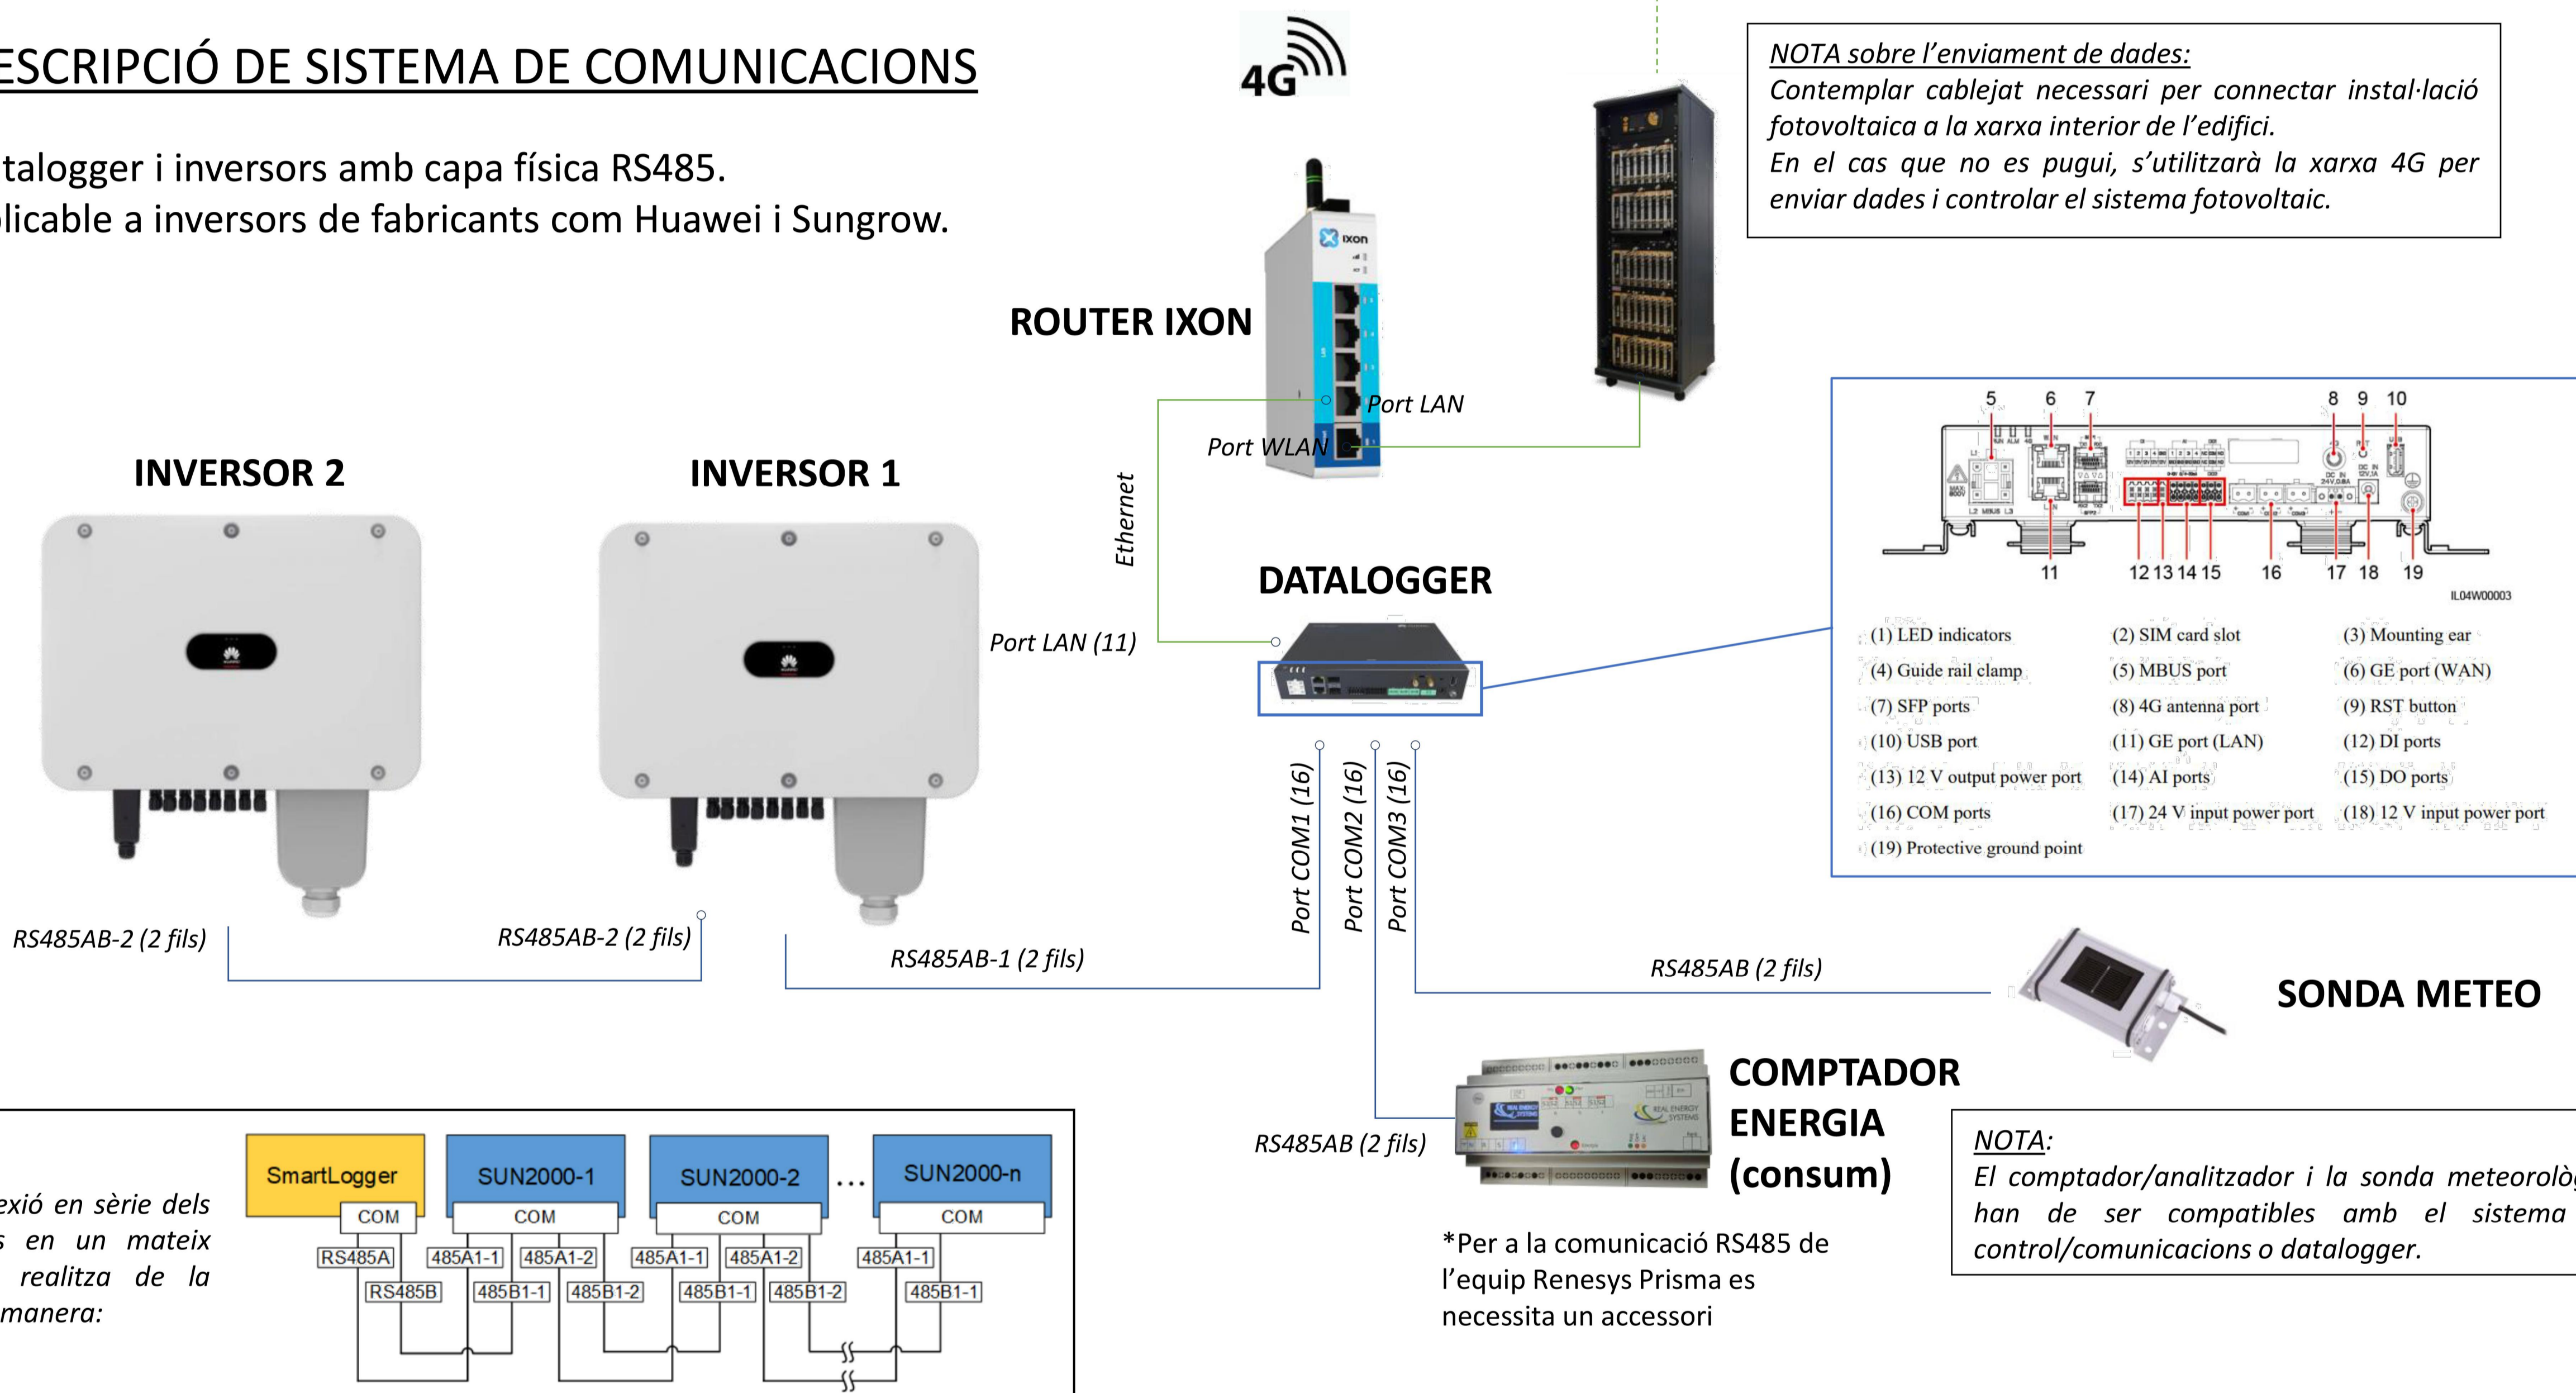 ESCRIPCIÓ DE SISTEMA DE COMUNICACIONS
talogger i inversors amb capa física RS485.
licable a inversors de fabricants com Huawei i Sungrow.
4G
NOTA sobre l'enviament de dades:
Contemplar cablejat necessari per connectar instal·lació
fotovoltaica a la xarxa interior de l'edifici.
En el cas que no es pugui, s'utilitzarà la xarxa 4G per
enviar dades i controlar el sistema fotovoltaic.
IXON
ROUTER IXON
Port LAN
Port WLAN
Ethernet
Port LAN (11)
INVERSOR 2
INVERSOR 1
DATALOGGER
5 6 7 8 9 10
11 12 13 14 15 16 17 18 19
IL04W00003
(1) LED indicators (2) SIM card slot (3) Mounting ear
(4) Guide rail clamp (5) MBUS port (6) GE port (WAN)
(7) SFP ports (8) 4G antenna port (9) RST button
(10) USB port (11) GE port (LAN) (12) DI ports
(13) 12 V output power port (14) AI ports (15) DO ports
(16) COM ports (17) 24 V input power port (18) 12 V input power port
(19) Protective ground point
Port COM1 (16)
Port COM2 (16)
Port COM3 (16)
RS485AB-2 (2 fils)
RS485AB-2 (2 fils)
RS485AB-1 (2 fils)
RS485AB (2 fils)
SONDA METEO
RS485AB (2 fils)
REAL ENERGY
SYSTEMS
COMPTADOR
ENERGIA
(consum)
*Per a la comunicació RS485 de
l'equip Renesys Prisma es
necessita un accessori
NOTA:
El comptador/analitzador i la sonda meteorolò
han de ser compatibles amb el sistema
control/comunicacions o datalogger.
exió en sèrie dels
s en un mateix
realitza de la
manera:
SmartLogger SUN2000-1 SUN2000-2 ... SUN2000-n
COM COM COM COM
RS485A 485A1-1 485A1-2 485A1-1 485A1-2 485A1-1
RS485B 485B1-1 485B1-2 485B1-1 485B1-2 485B1-1